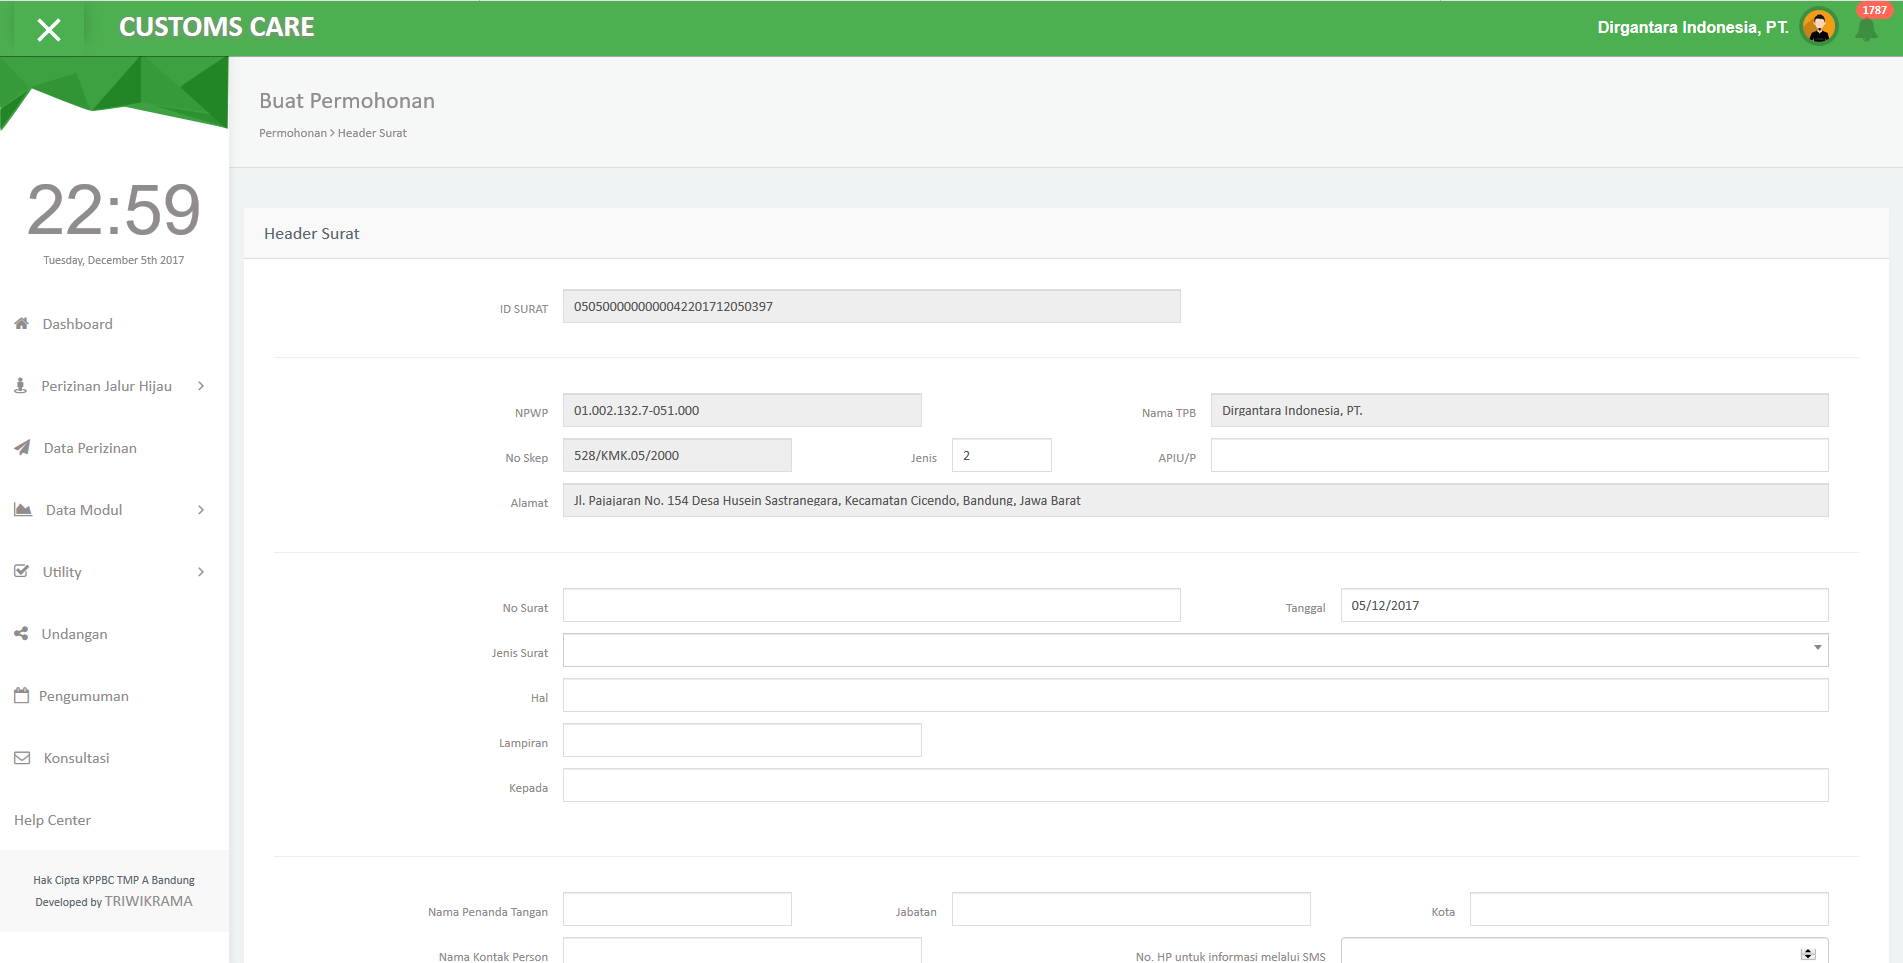 CUSTOMS CARE
Dirgantara Indonesia, PT.
1787
Buat Permohonan
Permohonan > Header Surat
22:59
Tuesday, December 5th 2017
Dashboard
Perizinan Jalur Hijau
Data Perizinan
Data Modul
Utility
Undangan
Pengumuman
Konsultasi
Help Center
Hak Cipta KPPBC TMP A Bandung
Developed by TRIWIKRAMA
Header Surat
ID SURAT 0505000000000042201712050397
NPWP 01.002.132.7-051.000 Nama TPB Dirgantara Indonesia, PT.
No Skep 528/KMK.05/2000 Jenis 2 APIU/P
Alamat Jl. Pajajaran No. 154 Desa Husein Sastranegara, Kecamatan Cicendo, Bandung, Jawa Barat
No Surat Tanggal 05/12/2017
Jenis Surat
Hal
Lampiran
Kepada
Nama Penanda Tangan Jabatan Kota
Nama Kontak Person No. HP untuk informasi melalui SMS